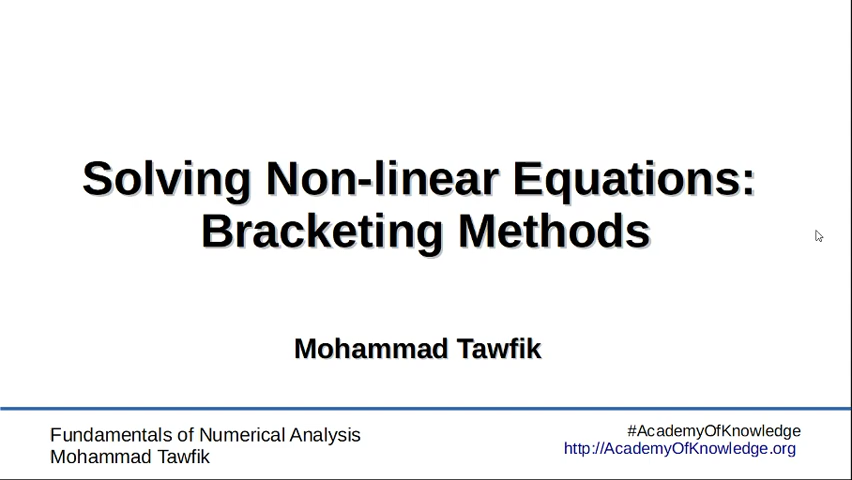 Solving Non-linear Equations:
Bracketing Methods
Mohammad Tawfik
Fundamentals of Numerical Analysis
Mohammad Tawfik
#AcademyOfKnowledge
http://AcademyOfKnowledge.org